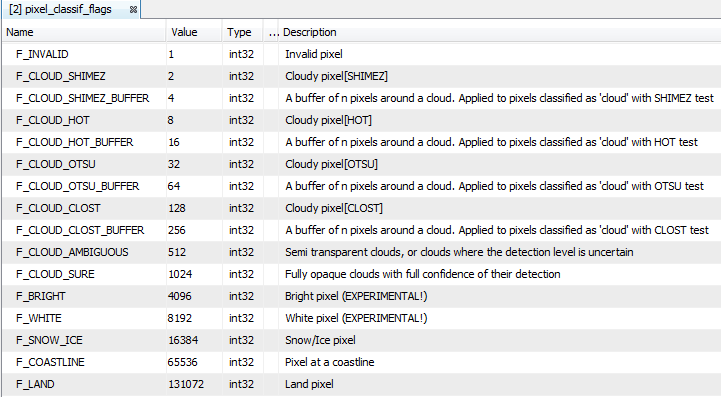 [2] pixel_classif_flags
Name Value Type ... Description
F_INVALID 1 int32 Invalid pixel
F_CLOUD_SHIMEZ 2 int32 Cloudy pixel[SHIMEZ]
F_CLOUD_SHIMEZ_BUFFER 4 int32 A buffer of n pixels around a cloud. Applied to pixels classified as 'cloud' with SHIMEZ test
F_CLOUD_HOT 8 int32 Cloudy pixel[HOT]
F_CLOUD_HOT_BUFFER 16 int32 A buffer of n pixels around a cloud. Applied to pixels classified as 'cloud' with HOT test
F_CLOUD_OTSU 32 int32 Cloudy pixel[OTSU]
F_CLOUD_OTSU_BUFFER 64 int32 A buffer of n pixels around a cloud. Applied to pixels classified as 'cloud' with OTSU test
F_CLOUD_CLOST 128 int32 Cloudy pixel[CLOST]
F_CLOUD_CLOST_BUFFER 256 int32 A buffer of n pixels around a cloud. Applied to pixels classified as 'cloud' with CLOST test
F_CLOUD_AMBIGUOUS 512 int32 Semi transparent clouds, or clouds where the detection level is uncertain
F_CLOUD_SURE 1024 int32 Fully opaque clouds with full confidence of their detection
F_BRIGHT 4096 int32 Bright pixel (EXPERIMENTAL!)
F_WHITE 8192 int32 White pixel (EXPERIMENTAL!)
F_SNOW_ICE 16384 int32 Snow/Ice pixel
F_COASTLINE 65536 int32 Pixel at a coastline
F_LAND 131072 int32 Land pixel